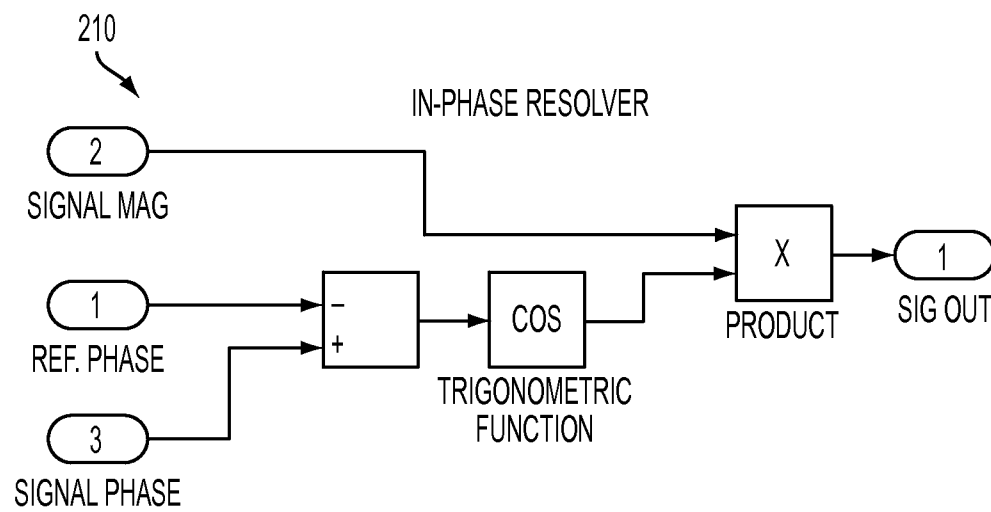 210
IN-PHASE RESOLVER
2
SIGNAL MAG
X
PRODUCT
1
SIG OUT
1
REF. PHASE
−
+
COS
TRIGONOMETRIC
FUNCTION
3
SIGNAL PHASE